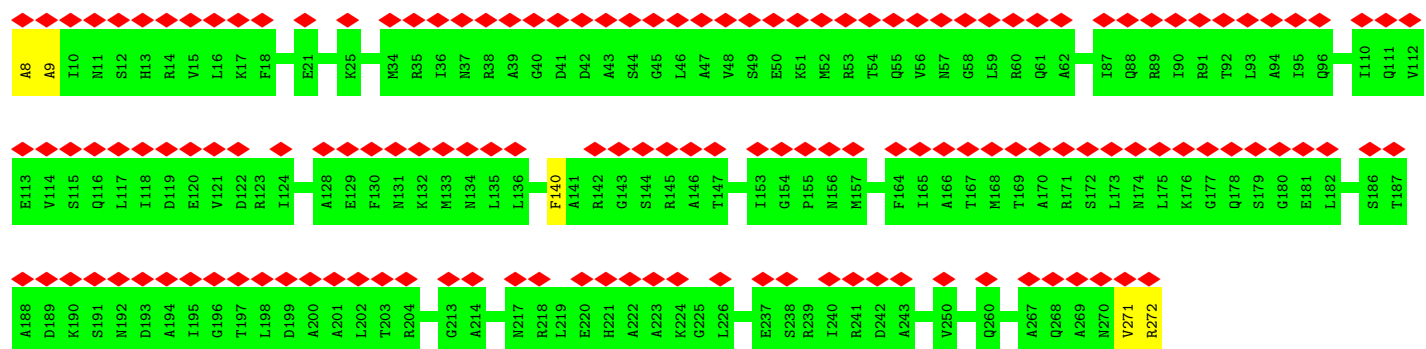 A8 A9 I10 N11 S12 H13 R14 V15 L16 K17 F18 E21 K25 M34 R35 I36 N37 R38 A39 G40 D41 D42 A43 S44 G45 L46 A47 V48 S49 E50 K51 M52 R53 T54 Q55 V56 N57 G58 L59 R60 Q61 A62 I87 Q88 R89 I90 R91 T92 L93 A94 I95 Q96 I110 Q111 V112
E113 V114 S115 Q116 I117 I118 D119 E120 V121 D122 R123 I124 A128 E129 F130 N131 K132 M133 N134 L135 L136 F140 A141 R142 G143 S144 R145 A146 T147 I153 G154 P155 N156 M157 F164 I165 A166 T167 M168 T169 A170 R171 S172 L173 N174 L175 K176 G177 Q178 S179 G180 E181 L182 S186 T187
A188 D189 K190 S191 N192 D193 A194 I195 G196 T197 L198 D199 A200 A201 L202 T203 R204 G213 A214 N217 R218 L219 E220 H221 A222 A223 K224 G225 L226 E237 S238 R239 I240 R241 D242 A243 V250 Q260 A267 Q268 A269 N270 V271 R272